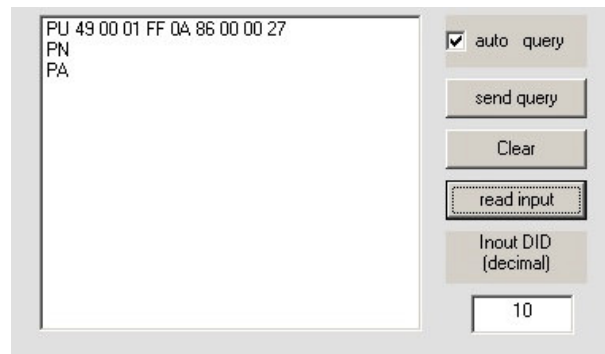 PU 49 00 01 FF 0A 86 00 00 27
PN
PA
auto query
send query
Clear
read input
Inout DID
(decimal)
10